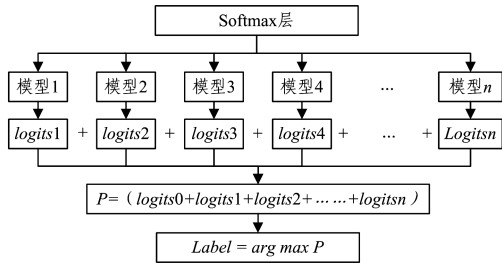 Softmax层
模型1 模型2 模型3 模型4 ... 模型n
logits1 + logits2 + logits3 + logits4 + ... + Logitsn
P=（logits0+logits1+logits2+……+logitsn）
Label = arg max P